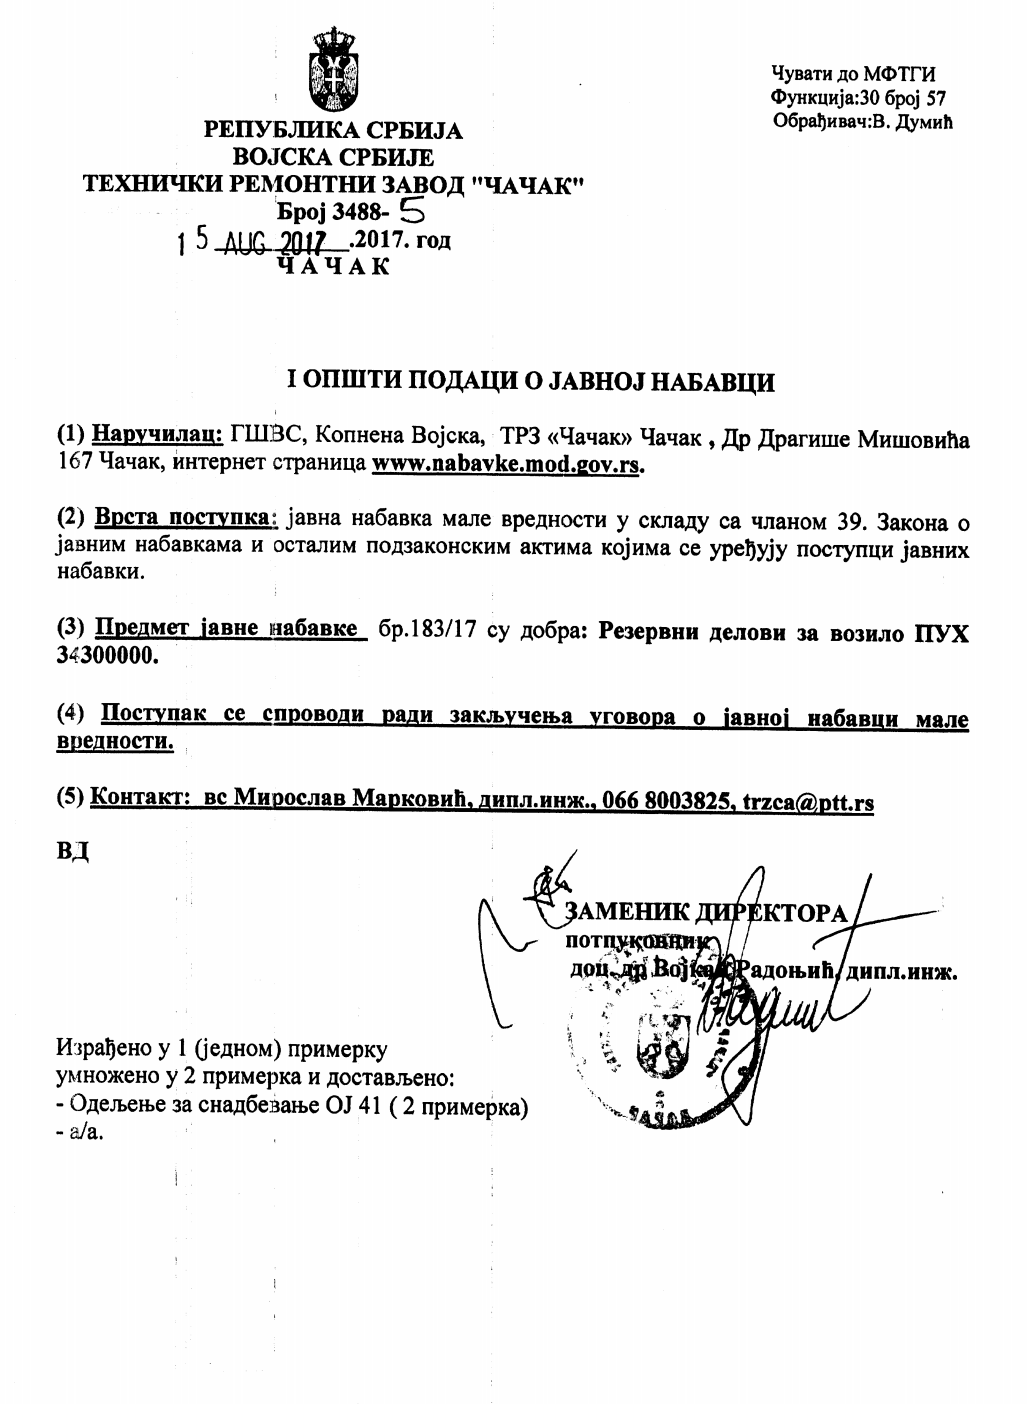 Чувати до МФТГИ
Функција:30 број 57
Обрађивач:В. Думић
РЕПУБЛИКА СРБИЈА
ВОЈСКА СРБИЈЕ
ТЕХНИЧКИ РЕМОНТНИ ЗАВОД "ЧАЧАК"
Број 3488- 5
15 AUG 2017 .2017. год
Ч А Ч А К
I ОПШТИ ПОДАЦИ О ЈАВНОЈ НАБАВЦИ
(1) Наручилац: ГШВС, Копнена Војска, ТРЗ «Чачак» Чачак , Др Драгише Мишовића
167 Чачак, интернет страница www.nabavke.mod.gov.rs.
(2) Врста поступка: јавна набавка мале вредности у складу са чланом 39. Закона о
јавним набавкама и осталим подзаконским актима којима се уређују поступци јавних
набавки.
(3) Предмет јавне набавке бр.183/17 су добра: Резервни делови за возило ПУХ
34300000.
(4) Поступак се спроводи ради закључења уговора о јавној набавци мале
вредности.
(5) Контакт: вс Мирослав Марковић, дипл.инж., 066 8003825, trzca@ptt.rs
ВД
ЗАМЕНИК ДИРЕКТОРА
потпуковник
доц. др Војкан Радоњић, дипл.инж.
Израђено у 1 (једном) примерку
умножено у 2 примерка и достављено:
- Одељење за снадбевање ОЈ 41 ( 2 примерка)
- а/а.